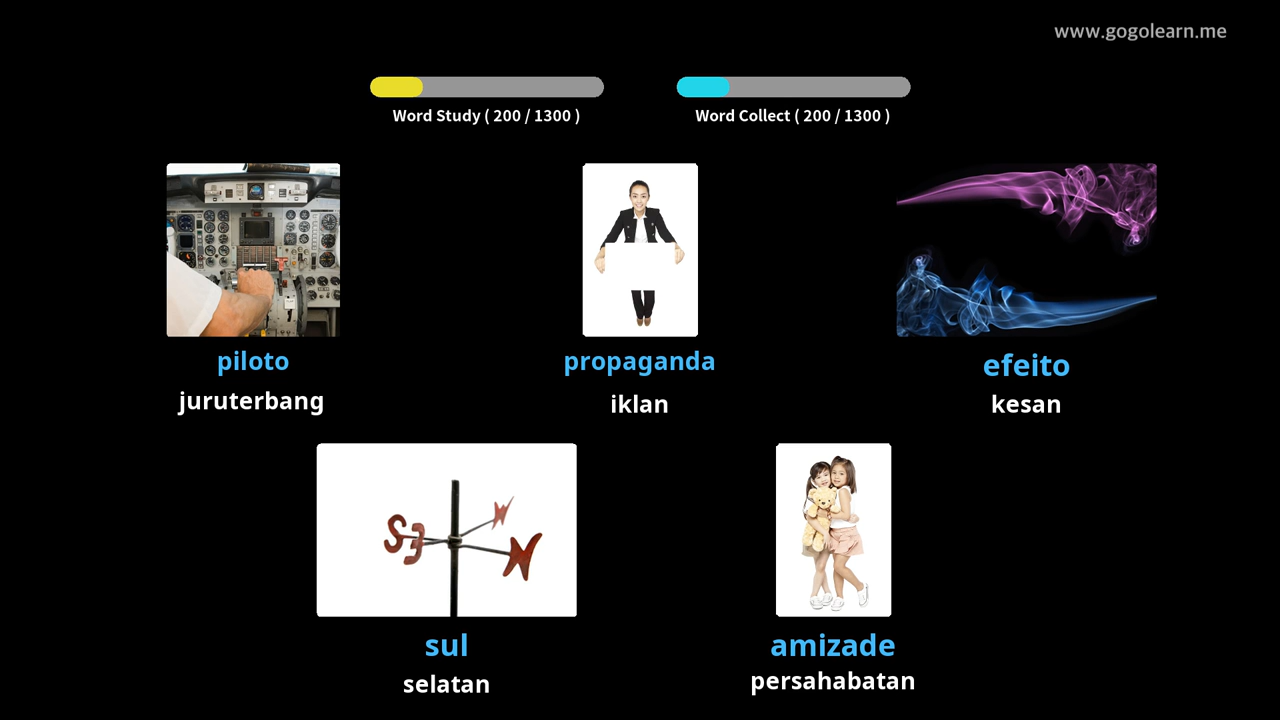 www.gogolearn.me
Word Study ( 200 / 1300 )
Word Collect ( 200 / 1300 )
piloto
juruterbang
propaganda
iklan
efeito
kesan
S E N
sul
selatan
amizade
persahabatan